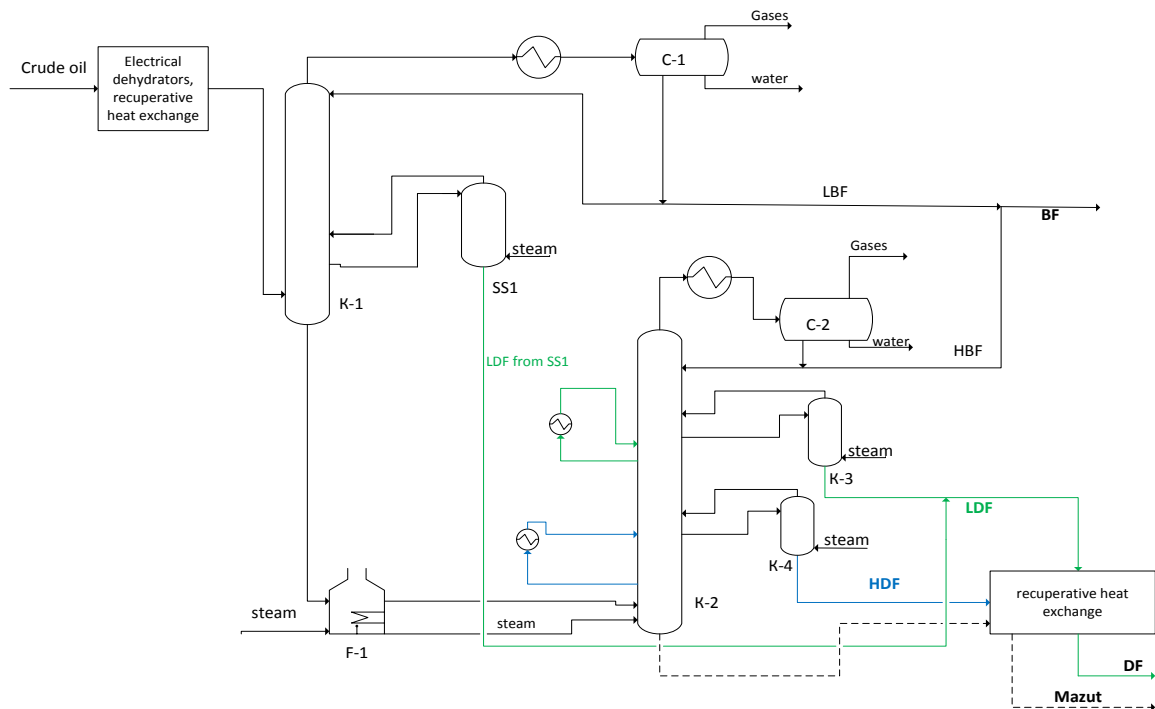 Gases
C-1
water
Crude oil
Electrical
dehydrators,
recuperative
heat exchange
LBF
BF
steam
SS1
K-1
Gases
C-2
water
HBF
LDF from SS1
steam
K-3
LDF
steam
K-4
HDF
K-2
recuperative heat
exchange
steam
steam
F-1
DF
Mazut